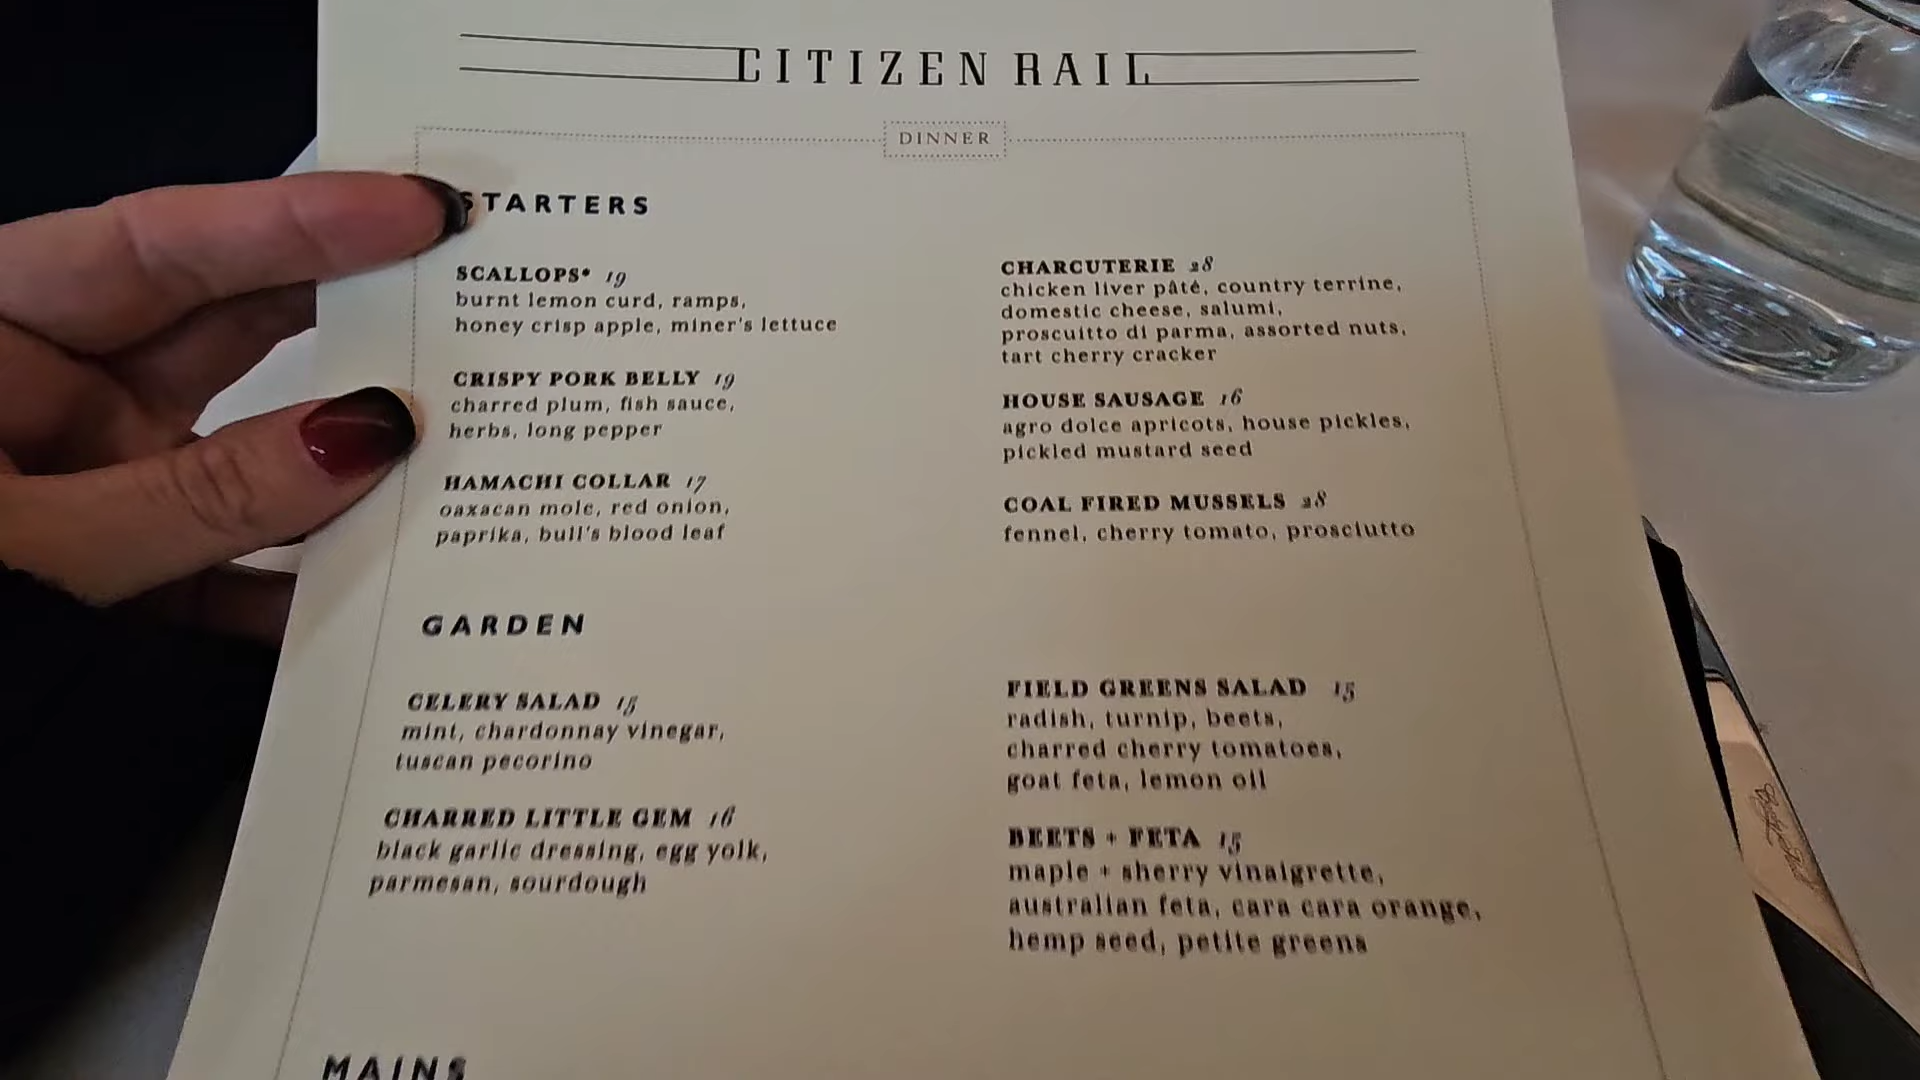 CITIZEN RAIL
DINNER
STARTERS
SCALLOPS* 19
burnt lemon curd, ramps,
honey crisp apple, miner's lettuce
CRISPY PORK BELLY 19
charred plum, fish sauce,
herbs, long pepper
HAMACHI COLLAR 17
oaxacan mole, red onion,
paprika, bull's blood leaf
CHARCUTERIE 28
chicken liver pâté, country terrine,
domestic cheese, salumi,
proscuitto di parma, assorted nuts,
tart cherry cracker
HOUSE SAUSAGE 16
agro dolce apricots, house pickles,
pickled mustard seed
COAL FIRED MUSSELS 28
fennel, cherry tomato, prosciutto
GARDEN
CELERY SALAD 15
mint, chardonnay vinegar,
tuscan pecorino
CHARRED LITTLE GEM 16
black garlic dressing, egg yolk,
parmesan, sourdough
FIELD GREENS SALAD 15
radish, turnip, beets,
charred cherry tomatoes,
goat feta, lemon oil
BEETS + FETA 15
maple + sherry vinaigrette,
australian feta, cara cara orange,
hemp seed, petite greens
MAINS